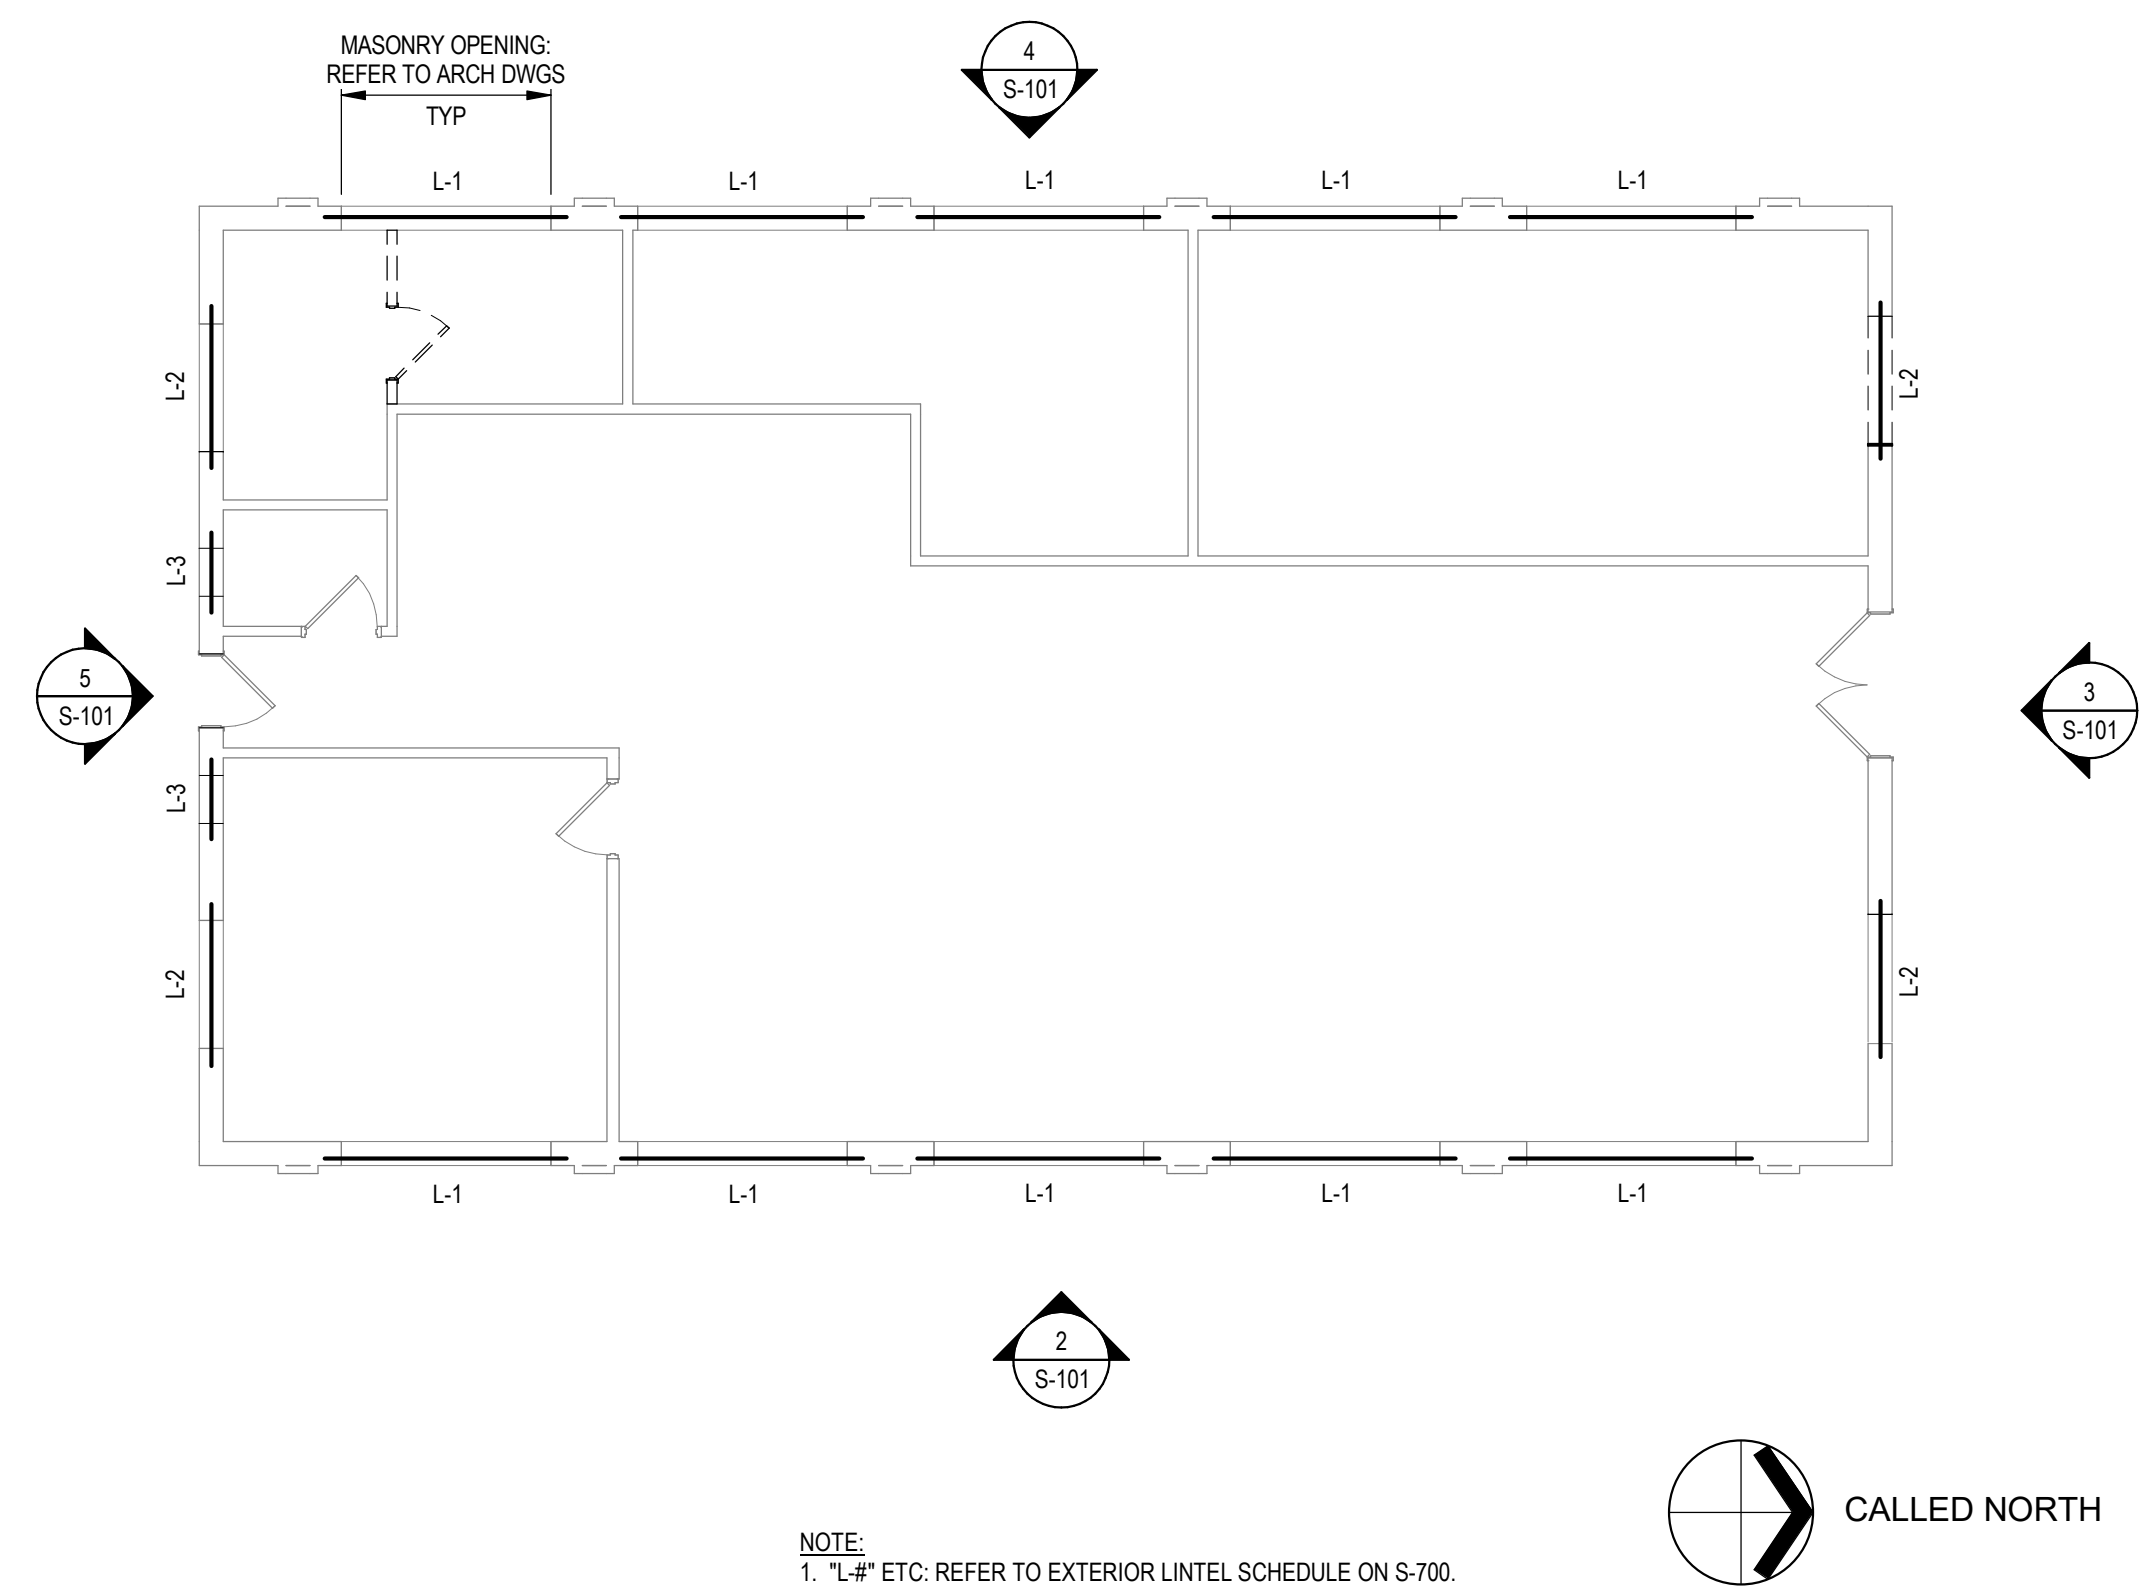 MASONRY OPENING:
REFER TO ARCH DWGS
TYP
4
S-101
L-1
L-1
L-1
L-1
L-1
L-2
L-2
L-3
5
S-101
3
S-101
L-3
L-2
L-2
L-1
L-1
L-1
L-1
L-1
2
S-101
CALLED NORTH
NOTE:
1. "L-#" ETC: REFER TO EXTERIOR LINTEL SCHEDULE ON S-700.